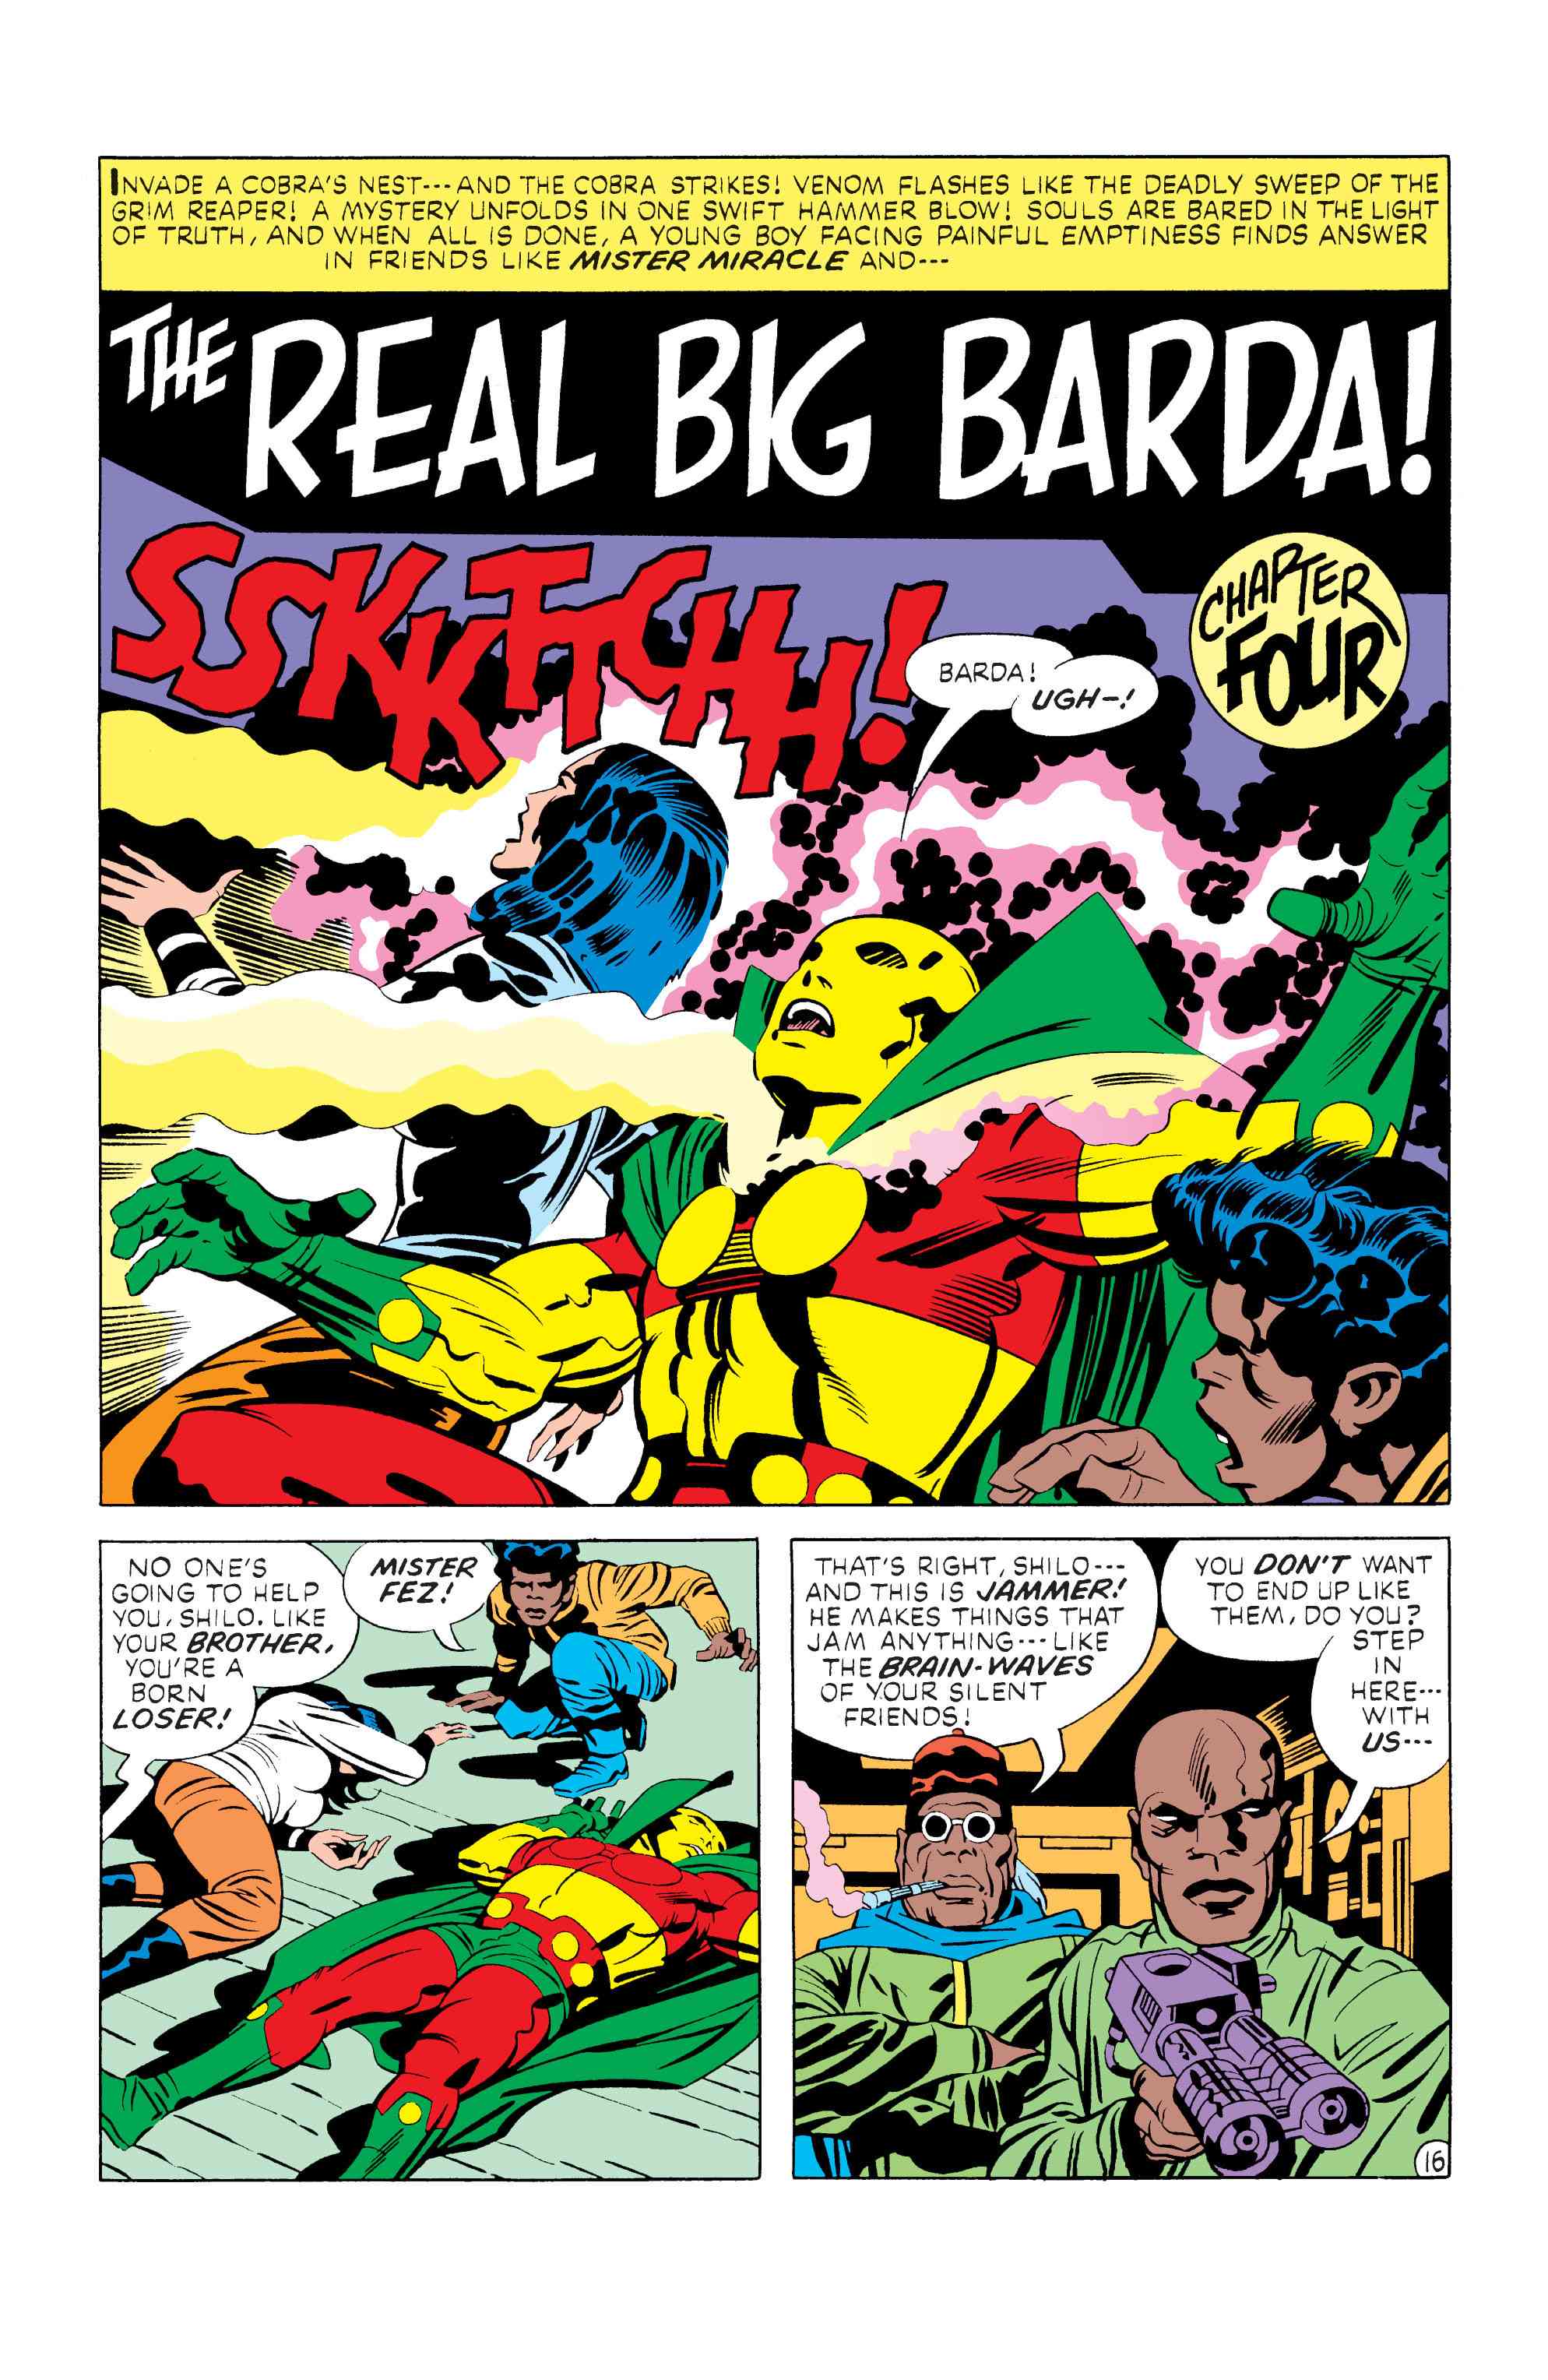 INVADE A COBRA'S NEST---AND THE COBRA STRIKES! VENOM FLASHES LIKE THE DEADLY SWEEP OF THE
GRIM REAPER! A MYSTERY UNFOLDS IN ONE SWIFT HAMMER BLOW! SOULS ARE BARED IN THE LIGHT
OF TRUTH, AND WHEN ALL IS DONE, A YOUNG BOY FACING PAINFUL EMPTINESS FINDS ANSWER
IN FRIENDS LIKE MISTER MIRACLE AND---
THE REAL BIG BARDA!
SSKKTTCHH!
CHAPTER
FOUR
BARDA!
UGH-!
NO ONE'S
GOING TO HELP
YOU, SHILO. LIKE
YOUR BROTHER,
YOU'RE A
BORN
LOSER!
MISTER
FEZ!
THAT'S RIGHT, SHILO---
AND THIS IS JAMMER!
HE MAKES THINGS THAT
JAM ANYTHING---LIKE
THE BRAIN-WAVES
OF YOUR SILENT
FRIENDS!
YOU DON'T WANT
TO END UP LIKE
THEM, DO YOU?
STEP
IN
HERE---
WITH
US---
16